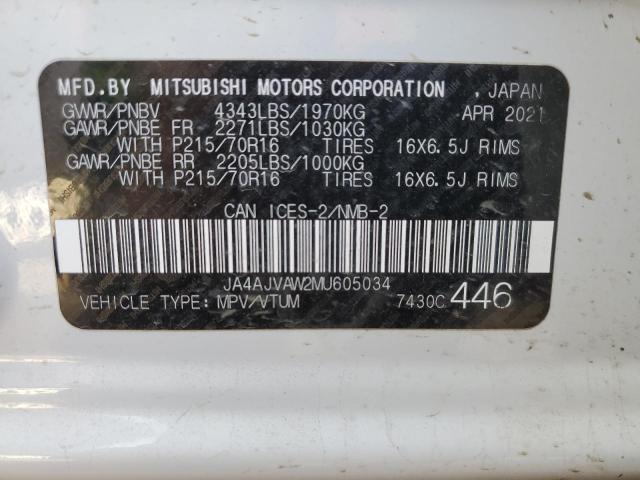 MFD.BY MITSUBISHI MOTORS CORPORATION , JAPAN
GVWR/PNBV 4343LBS/1970KG APR 2021
GAWR/PNBE FR 2271LBS/1030KG
WITH P215/70R16 TIRES 16X6.5J RIMS
GAWR/PNBE RR 2205LBS/1000KG
WITH P215/70R16 TIRES 16X6.5J RIMS
CAN ICES-2/NMB-2
JA4AJVAW2MU605034
VEHICLE TYPE: MPV/VTUM 7430C 446